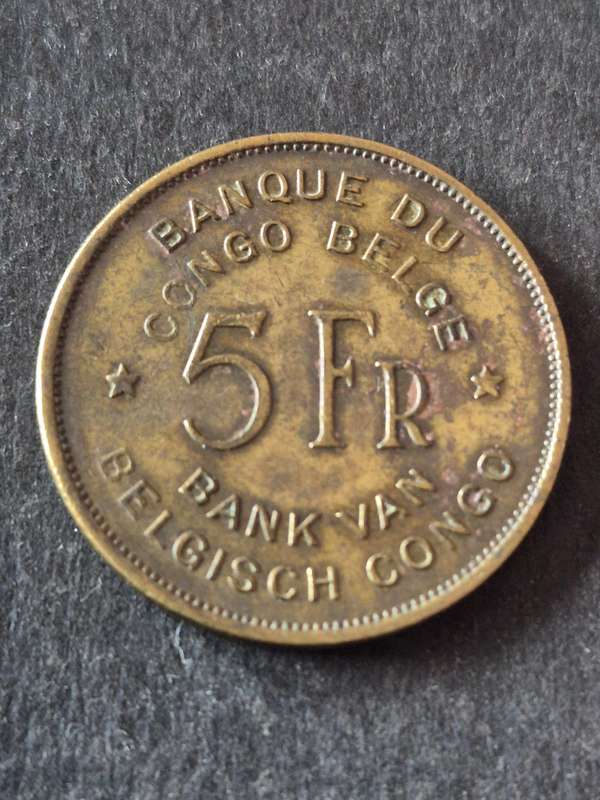 BANQUE DU
CONGO BELGE
5 FR
BANK VAN
BELGISCH CONGO